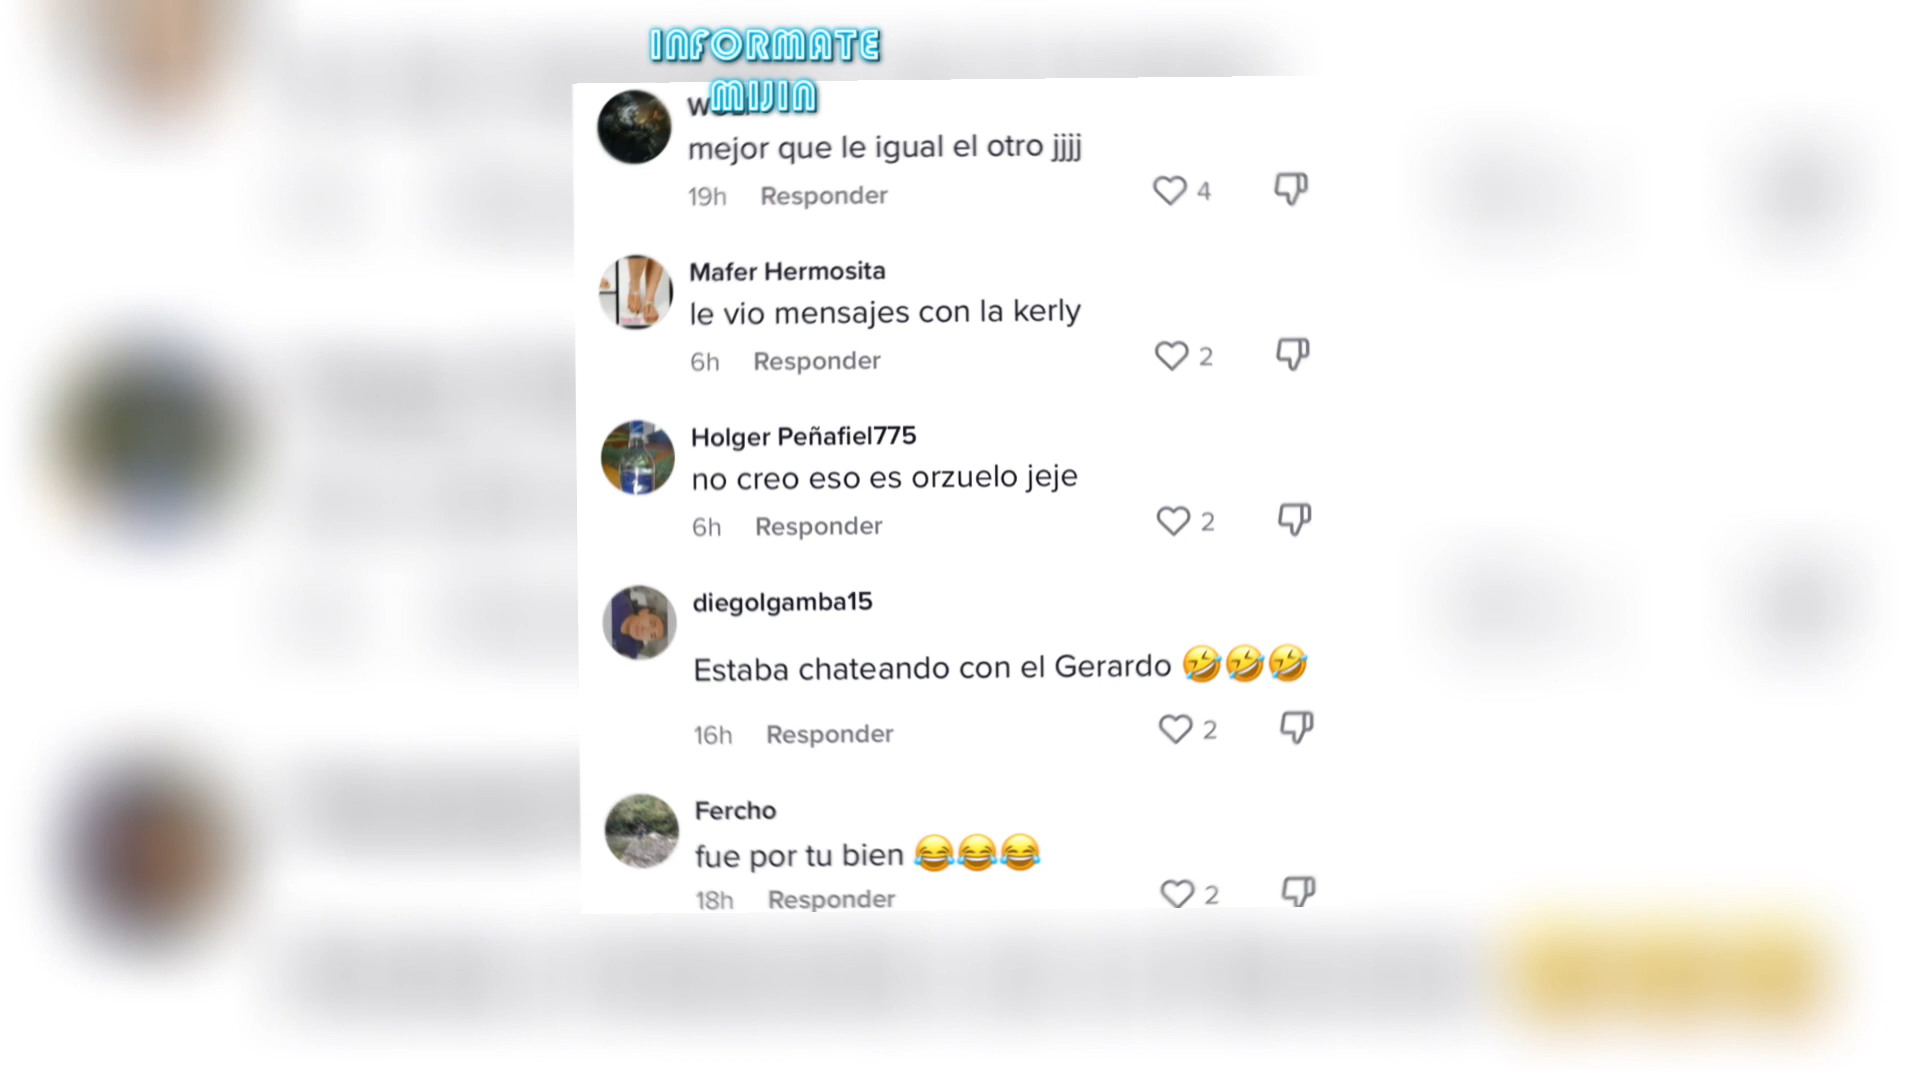 INFORMATE
MIJIN
mejor que le igual el otro jjjj
19h Responder 4
Mafer Hermosita
le vio mensajes con la kerly
6h Responder 2
Holger Peñafiel775
no creo eso es orzuelo jeje
6h Responder 2
diegolgamba15
Estaba chateando con el Gerardo 🤣🤣🤣
16h Responder 2
Fercho
fue por tu bien 😂😂😂
18h Responder 2